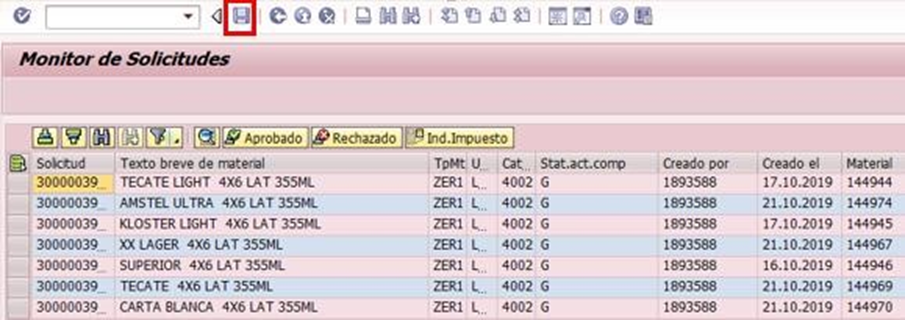 Monitor de Solicitudes
Aprobado Rechazado Ind.Impuesto
Solicitud Texto breve de material TpMt U... Cat... Stat.act.comp Creado por Creado el Material
30000039... TECATE LIGHT 4X6 LAT 355ML ZER1 L... 4002 G 1893588 17.10.2019 144944
30000039... AMSTEL ULTRA 4X6 LAT 355ML ZER1 L... 4002 G 1893588 21.10.2019 144974
30000039... KLOSTER LIGHT 4X6 LAT 355ML ZER1 L... 4002 G 1893588 17.10.2019 144945
30000039... XX LAGER 4X6 LAT 355ML ZER1 L... 4002 G 1893588 21.10.2019 144967
30000039... SUPERIOR 4X6 LAT 355ML ZER1 L... 4002 G 1893588 16.10.2019 144946
30000039... TECATE 4X6 LAT 355ML ZER1 L... 4002 G 1893588 21.10.2019 144969
30000039... CARTA BLANCA 4X6 LAT 355ML ZER1 L... 4002 G 1893588 21.10.2019 144970